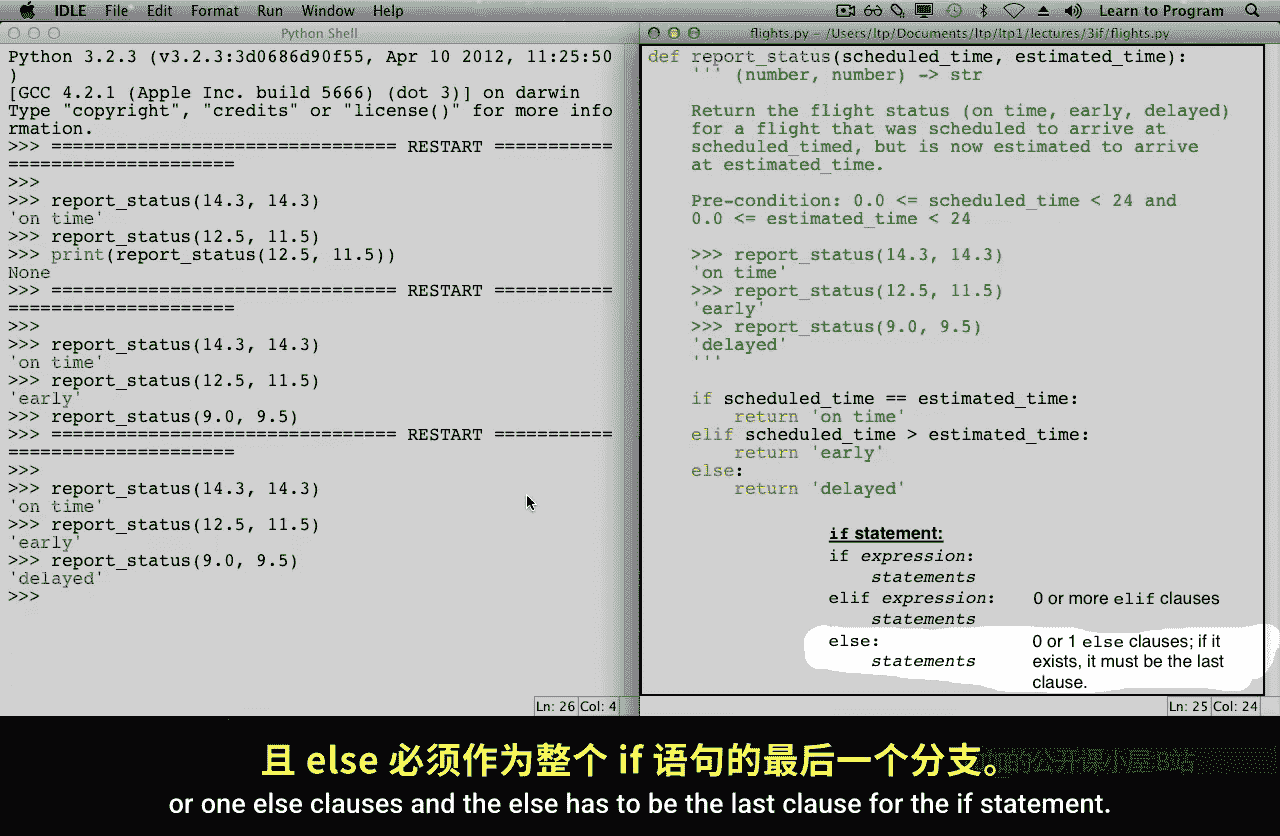 IDLE File Edit Format Run Window Help Learn to Program
Python Shell
Python 3.2.3 (v3.2.3:3d0686d90f55, Apr 10 2012, 11:25:50
)
[GCC 4.2.1 (Apple Inc. build 5666) (dot 3)] on darwin
Type "copyright", "credits" or "license()" for more info
rmation.
>>> ================================ RESTART ===========
=====================
>>>
>>> report_status(14.3, 14.3)
'on time'
>>> report_status(12.5, 11.5)
>>> print(report_status(12.5, 11.5))
None
>>> ================================ RESTART ===========
=====================
>>>
>>> report_status(14.3, 14.3)
'on time'
>>> report_status(12.5, 11.5)
'early'
>>> report_status(9.0, 9.5)
>>> ================================ RESTART ===========
=====================
>>>
>>> report_status(14.3, 14.3)
'on time'
>>> report_status(12.5, 11.5)
'early'
>>> report_status(9.0, 9.5)
'delayed'
>>>
Ln: 26 Col: 4
flights.py – /Users/ltp/Documents/ltp/ltp1/lectures/3if/flights.py
def report_status(scheduled_time, estimated_time):
''' (number, number) -> str
Return the flight status (on time, early, delayed)
for a flight that was scheduled to arrive at
scheduled_timed, but is now estimated to arrive
at estimated_time.
Pre-condition: 0.0 <= scheduled_time < 24 and
0.0 <= estimated_time < 24
>>> report_status(14.3, 14.3)
'on time'
>>> report_status(12.5, 11.5)
'early'
>>> report_status(9.0, 9.5)
'delayed'
'''
if scheduled_time == estimated_time:
return 'on time'
elif scheduled_time > estimated_time:
return 'early'
else:
return 'delayed'
if statement:
if expression:
statements
elif expression: 0 or more elif clauses
statements
else: 0 or 1 else clauses; if it
statements exists, it must be the last
clause.
Ln: 25 Col: 24
且 else 必须作为整个 if 语句的最后一个分支。
的公开课小屋:B站
or one else clauses and the else has to be the last clause for the if statement.